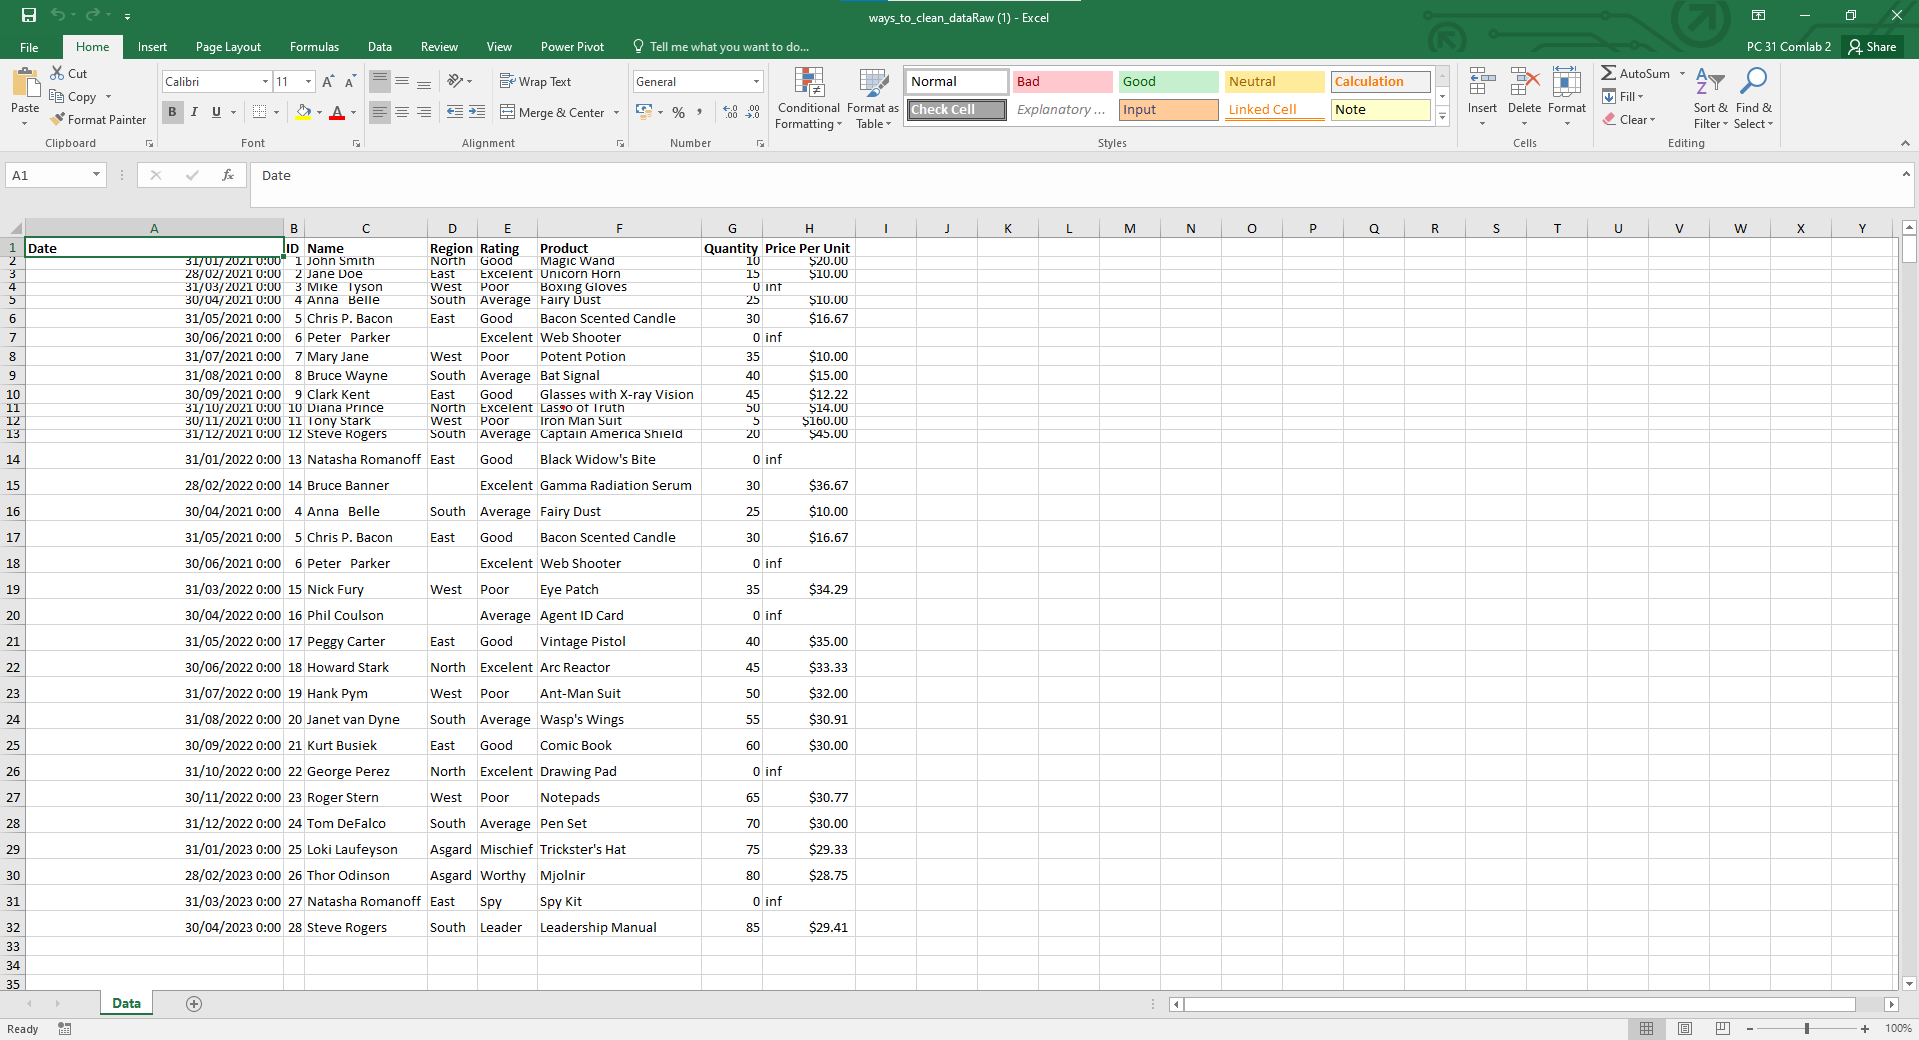 ways_to_clean_dataRaw (1) - Excel
File Home Insert Page Layout Formulas Data Review View Power Pivot Tell me what you want to do... PC 31 Comlab 2 Share
Paste Cut Copy Format Painter Clipboard
Calibri 11 B I U A A A Font
Wrap Text Merge & Center Alignment
General % , Number
Conditional Formatting Format as Table
Normal Bad Good Neutral Calculation
Check Cell Explanatory ... Input Linked Cell Note
Styles
Insert Delete Format Cells
AutoSum Fill Clear Sort & Filter Find & Select Editing
A1 fx Date
A B C D E F G H I J K L M N O P Q R S T U V W X Y
1 Date ID Name Region Rating Product Quantity Price Per Unit
2 31/01/2021 0:00 1 John Smith North Good Magic Wand 10 $20.00
3 28/02/2021 0:00 2 Jane Doe East Excelent Unicorn Horn 15 $10.00
4 31/03/2021 0:00 3 Mike   Tyson West Poor Boxing Gloves 0 inf
5 30/04/2021 0:00 4 Anna   Belle South Average Fairy Dust 25 $10.00
6 31/05/2021 0:00 5 Chris P. Bacon East Good Bacon Scented Candle 30 $16.67
7 30/06/2021 0:00 6 Peter   Parker Excelent Web Shooter 0 inf
8 31/07/2021 0:00 7 Mary Jane West Poor Potent Potion 35 $10.00
9 31/08/2021 0:00 8 Bruce Wayne South Average Bat Signal 40 $15.00
10 30/09/2021 0:00 9 Clark Kent East Good Glasses with X-ray Vision 45 $12.22
11 31/10/2021 0:00 10 Diana Prince North Excelent Lasso of Truth 50 $14.00
12 30/11/2021 0:00 11 Tony Stark West Poor Iron Man Suit 5 $160.00
13 31/12/2021 0:00 12 Steve Rogers South Average Captain America Shield 20 $45.00
14 31/01/2022 0:00 13 Natasha Romanoff East Good Black Widow's Bite 0 inf
15 28/02/2022 0:00 14 Bruce Banner Excelent Gamma Radiation Serum 30 $36.67
16 30/04/2021 0:00 4 Anna   Belle South Average Fairy Dust 25 $10.00
17 31/05/2021 0:00 5 Chris P. Bacon East Good Bacon Scented Candle 30 $16.67
18 30/06/2021 0:00 6 Peter   Parker Excelent Web Shooter 0 inf
19 31/03/2022 0:00 15 Nick Fury West Poor Eye Patch 35 $34.29
20 30/04/2022 0:00 16 Phil Coulson Average Agent ID Card 0 inf
21 31/05/2022 0:00 17 Peggy Carter East Good Vintage Pistol 40 $35.00
22 30/06/2022 0:00 18 Howard Stark North Excelent Arc Reactor 45 $33.33
23 31/07/2022 0:00 19 Hank Pym West Poor Ant-Man Suit 50 $32.00
24 31/08/2022 0:00 20 Janet van Dyne South Average Wasp's Wings 55 $30.91
25 30/09/2022 0:00 21 Kurt Busiek East Good Comic Book 60 $30.00
26 31/10/2022 0:00 22 George Perez North Excelent Drawing Pad 0 inf
27 30/11/2022 0:00 23 Roger Stern West Poor Notepads 65 $30.77
28 31/12/2022 0:00 24 Tom DeFalco South Average Pen Set 70 $30.00
29 31/01/2023 0:00 25 Loki Laufeyson Asgard Mischief Trickster's Hat 75 $29.33
30 28/02/2023 0:00 26 Thor Odinson Asgard Worthy Mjolnir 80 $28.75
31 31/03/2023 0:00 27 Natasha Romanoff East Spy Spy Kit 0 inf
32 30/04/2023 0:00 28 Steve Rogers South Leader Leadership Manual 85 $29.41
33
34
35
Data
Ready 100%